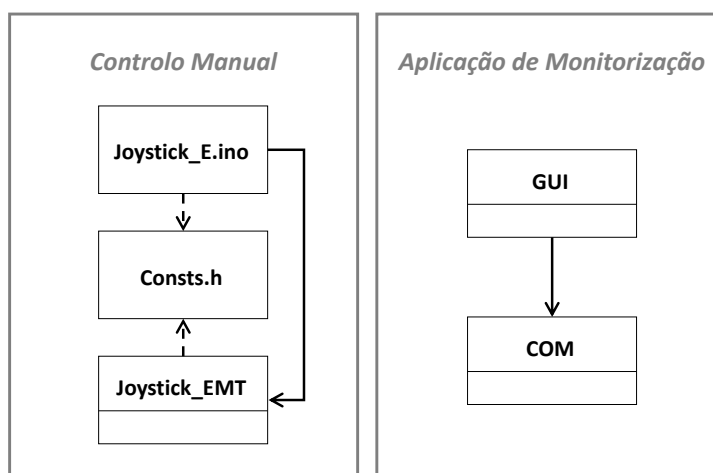 Controlo Manual
Joystick_E.ino
Consts.h
Joystick_EMT
Aplicação de Monitorização
GUI
COM